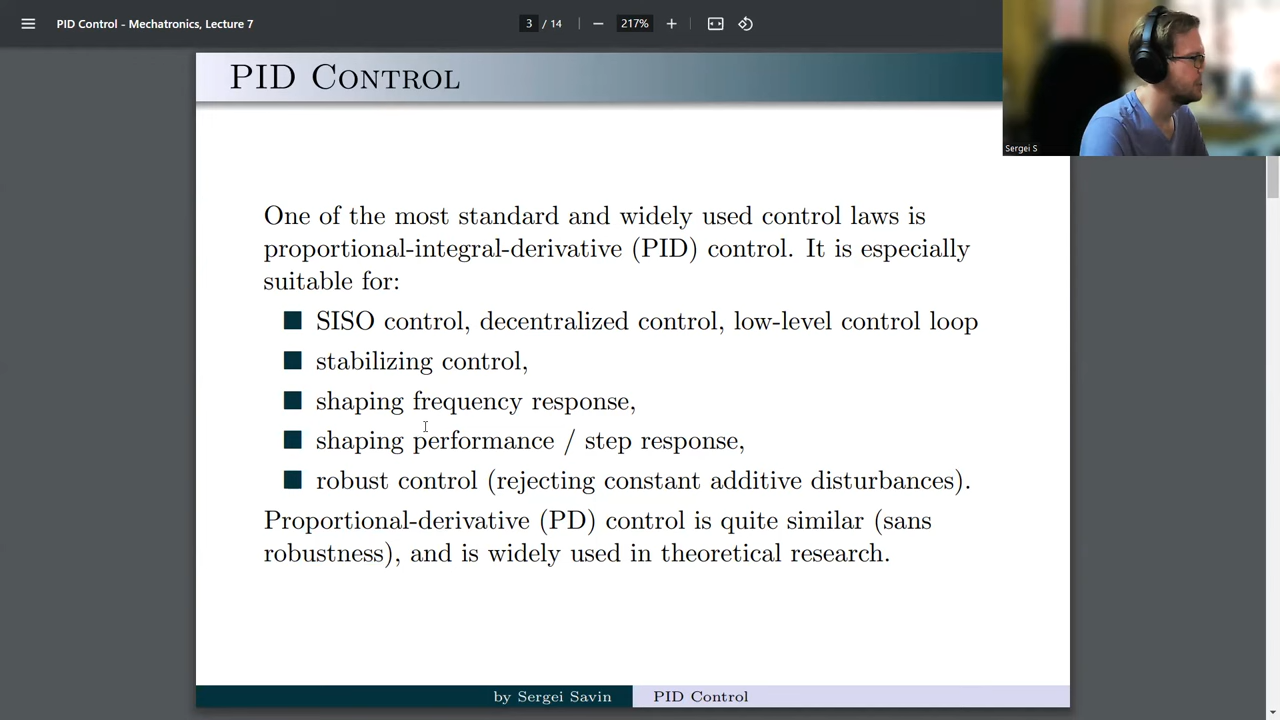 PID Control - Mechatronics, Lecture 7
3 / 14
217%
PID Control
Sergei S
One of the most standard and widely used control laws is
proportional-integral-derivative (PID) control. It is especially
suitable for:
SISO control, decentralized control, low-level control loop
stabilizing control,
shaping frequency response,
shaping performance / step response,
robust control (rejecting constant additive disturbances).
Proportional-derivative (PD) control is quite similar (sans
robustness), and is widely used in theoretical research.
by Sergei Savin
PID Control